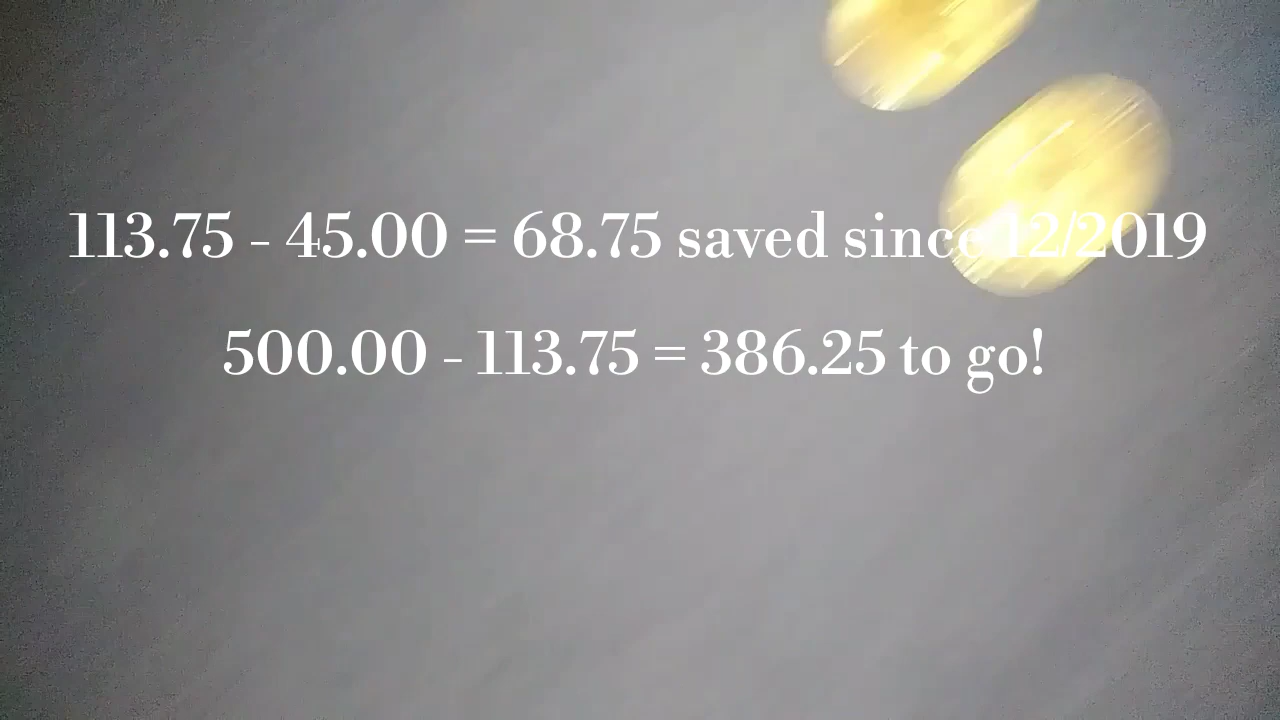 113.75 - 45.00 = 68.75 saved since 12/2019
500.00 - 113.75 = 386.25 to go!